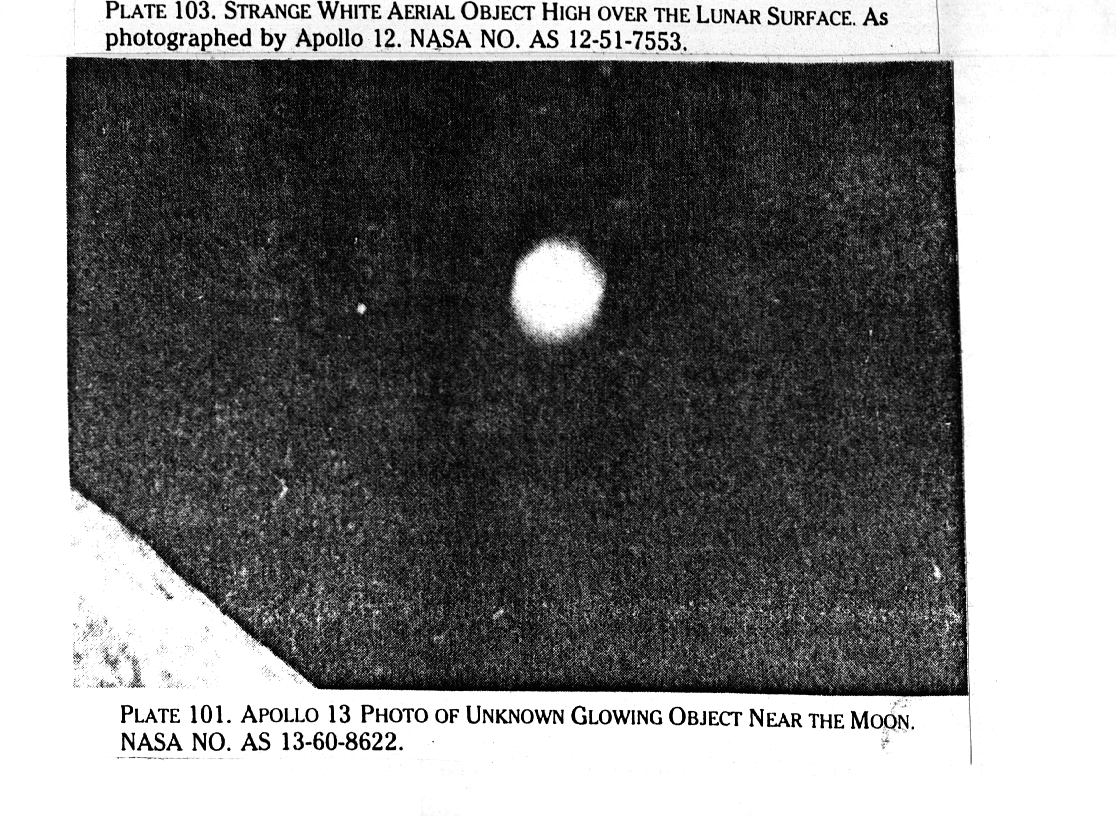 PLATE 103. STRANGE WHITE AERIAL OBJECT HIGH OVER THE LUNAR SURFACE. As
photographed by Apollo 12. NASA NO. AS 12-51-7553.
PLATE 101. APOLLO 13 PHOTO OF UNKNOWN GLOWING OBJECT NEAR THE MOON.
NASA NO. AS 13-60-8622.